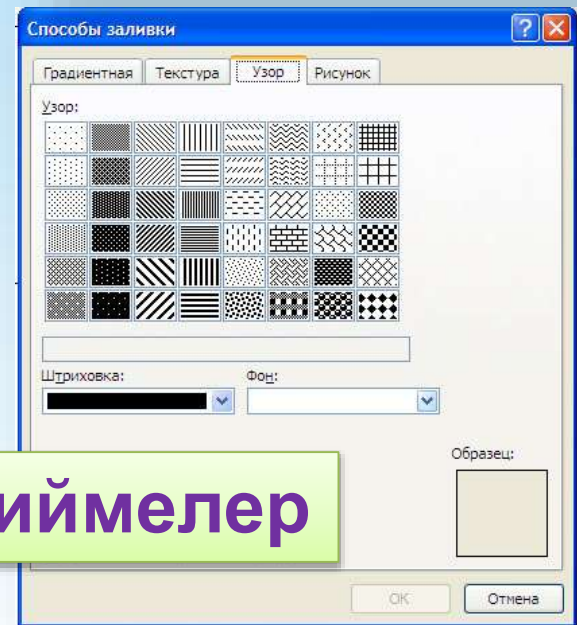 Способы заливки
Градиентная Текстура Узор Рисунок
Узор:
Штриховка: Фон:
Образец:
иймелер
ОК Отмена